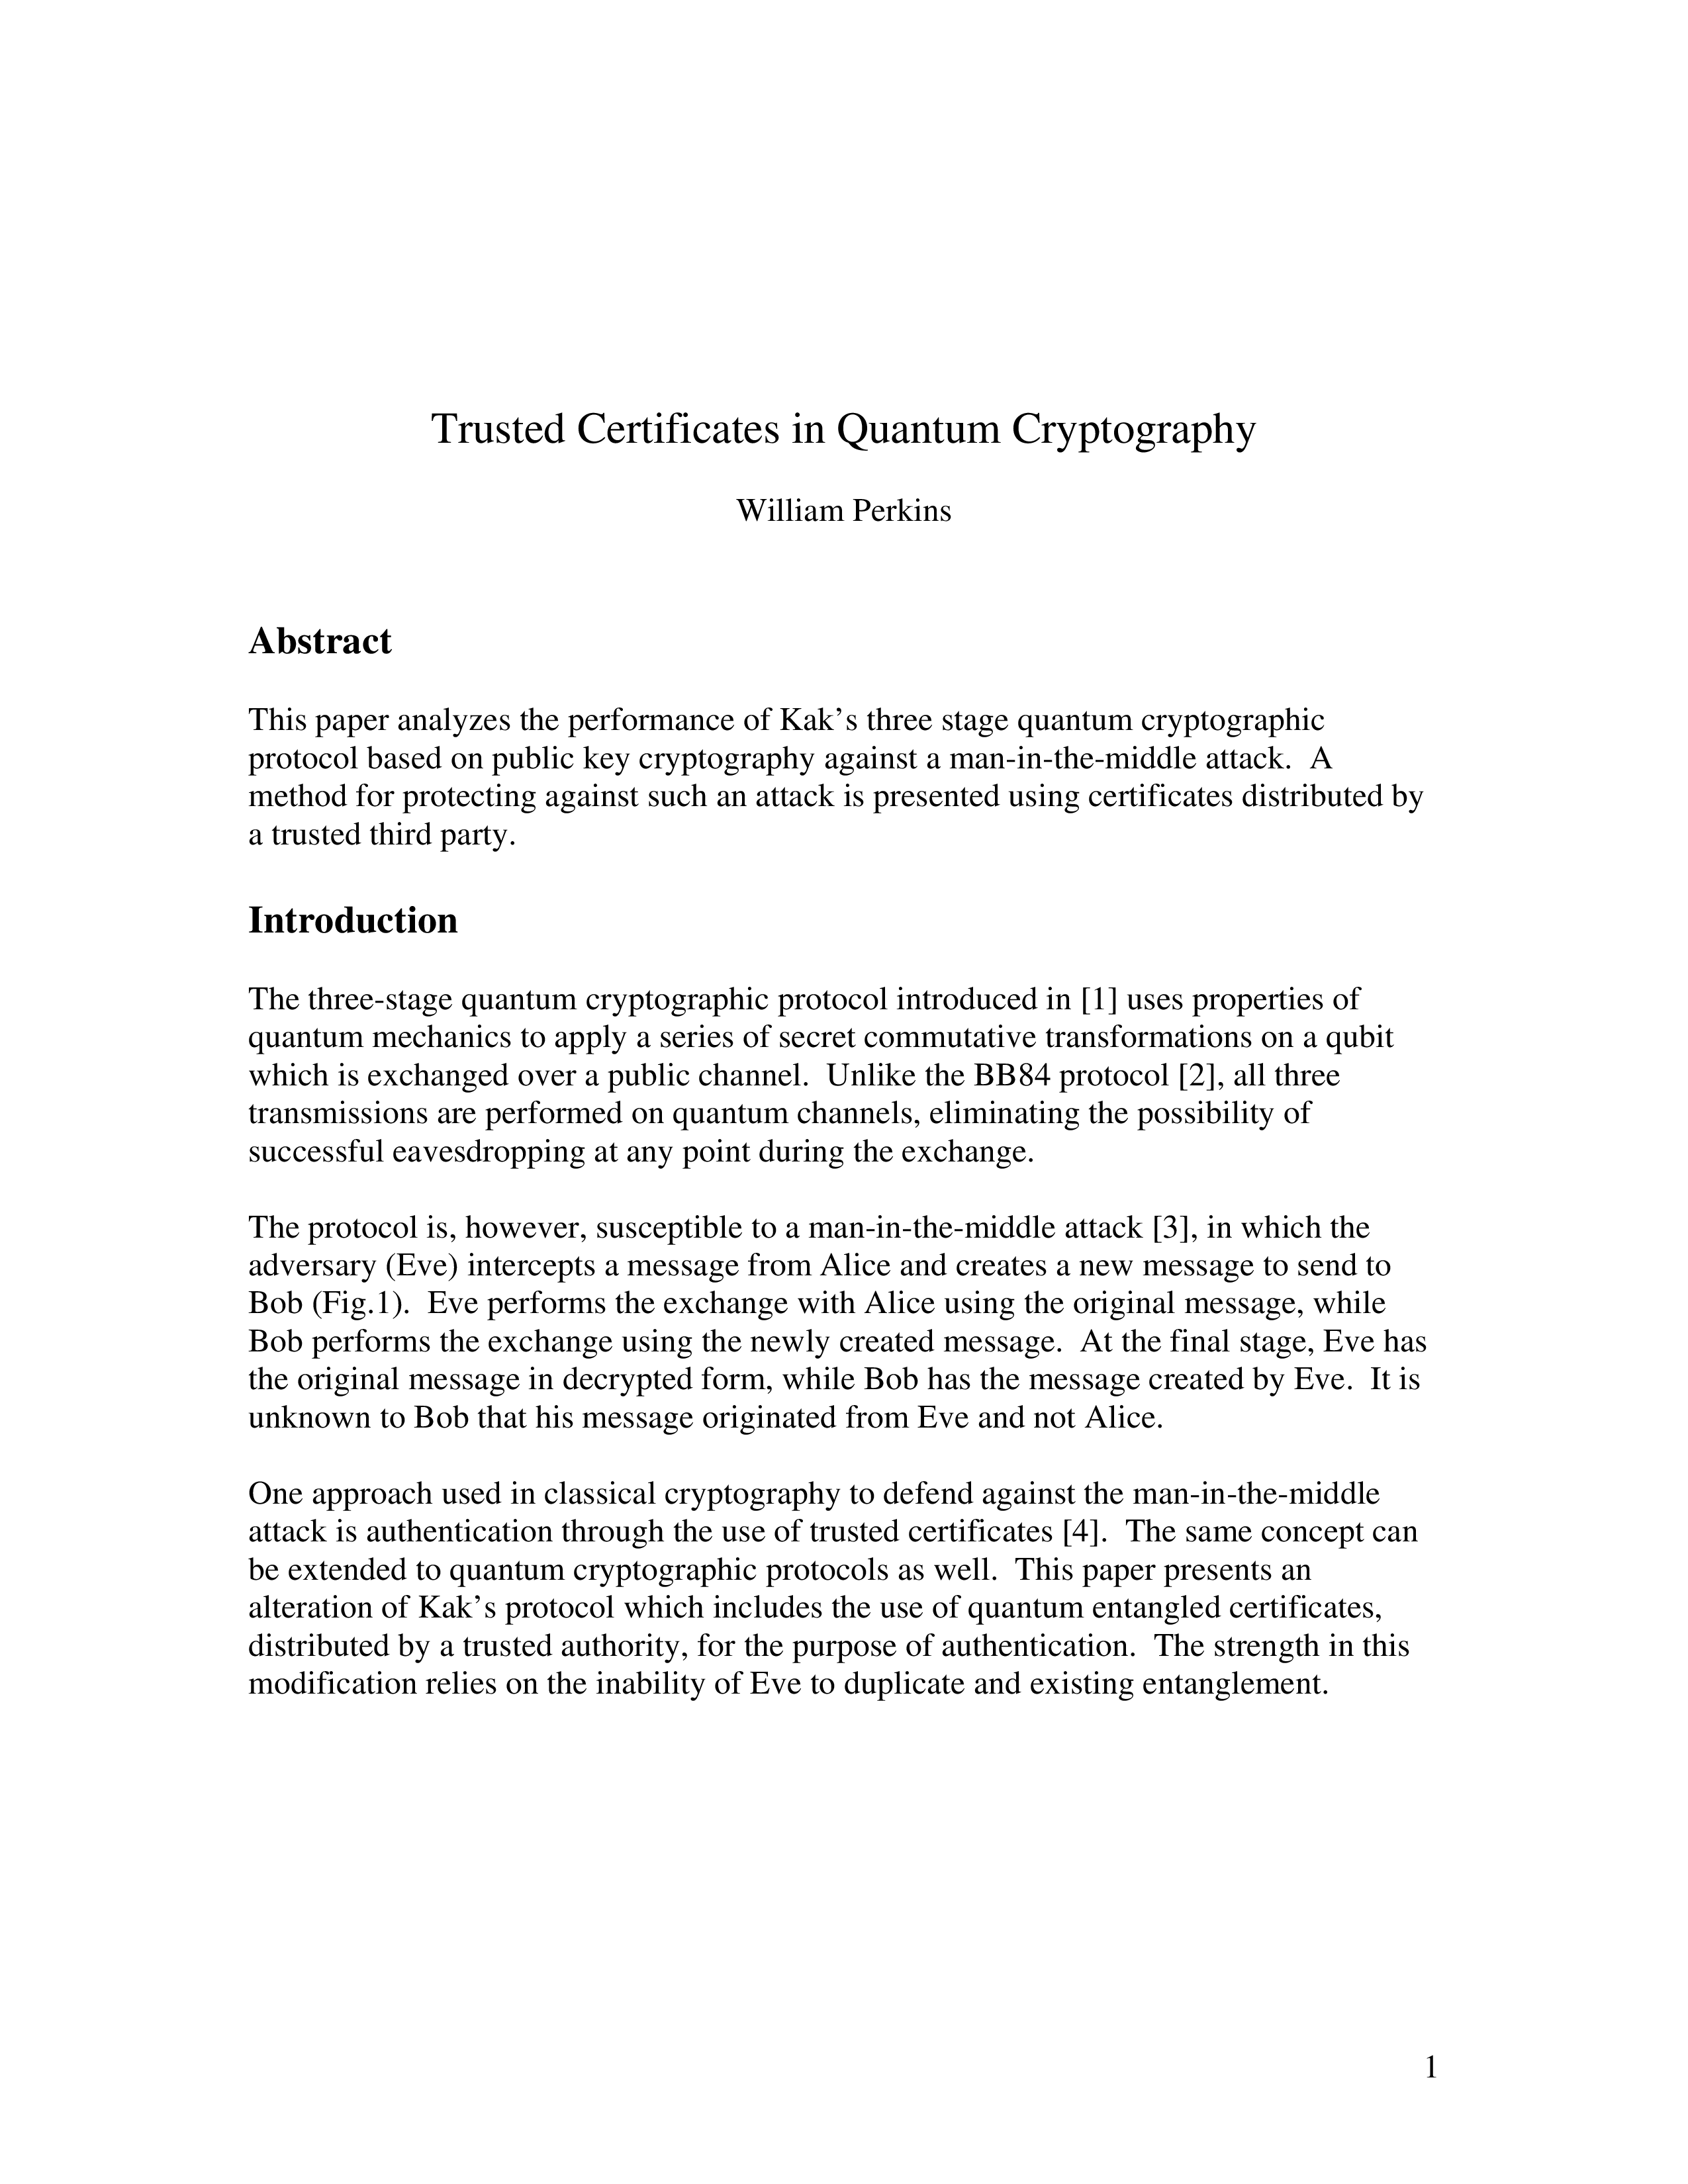 Trusted Certificates in Quantum Cryptography
William Perkins
Abstract
This paper analyzes the performance of Kak’s three stage quantum cryptographic
protocol based on public key cryptography against a man-in-the-middle attack.  A
method for protecting against such an attack is presented using certificates distributed by
a trusted third party.
Introduction
The three-stage quantum cryptographic protocol introduced in [1] uses properties of
quantum mechanics to apply a series of secret commutative transformations on a qubit
which is exchanged over a public channel.  Unlike the BB84 protocol [2], all three
transmissions are performed on quantum channels, eliminating the possibility of
successful eavesdropping at any point during the exchange.
The protocol is, however, susceptible to a man-in-the-middle attack [3], in which the
adversary (Eve) intercepts a message from Alice and creates a new message to send to
Bob (Fig.1).  Eve performs the exchange with Alice using the original message, while
Bob performs the exchange using the newly created message.  At the final stage, Eve has
the original message in decrypted form, while Bob has the message created by Eve.  It is
unknown to Bob that his message originated from Eve and not Alice.
One approach used in classical cryptography to defend against the man-in-the-middle
attack is authentication through the use of trusted certificates [4].  The same concept can
be extended to quantum cryptographic protocols as well.  This paper presents an
alteration of Kak’s protocol which includes the use of quantum entangled certificates,
distributed by a trusted authority, for the purpose of authentication.  The strength in this
modification relies on the inability of Eve to duplicate and existing entanglement.
1